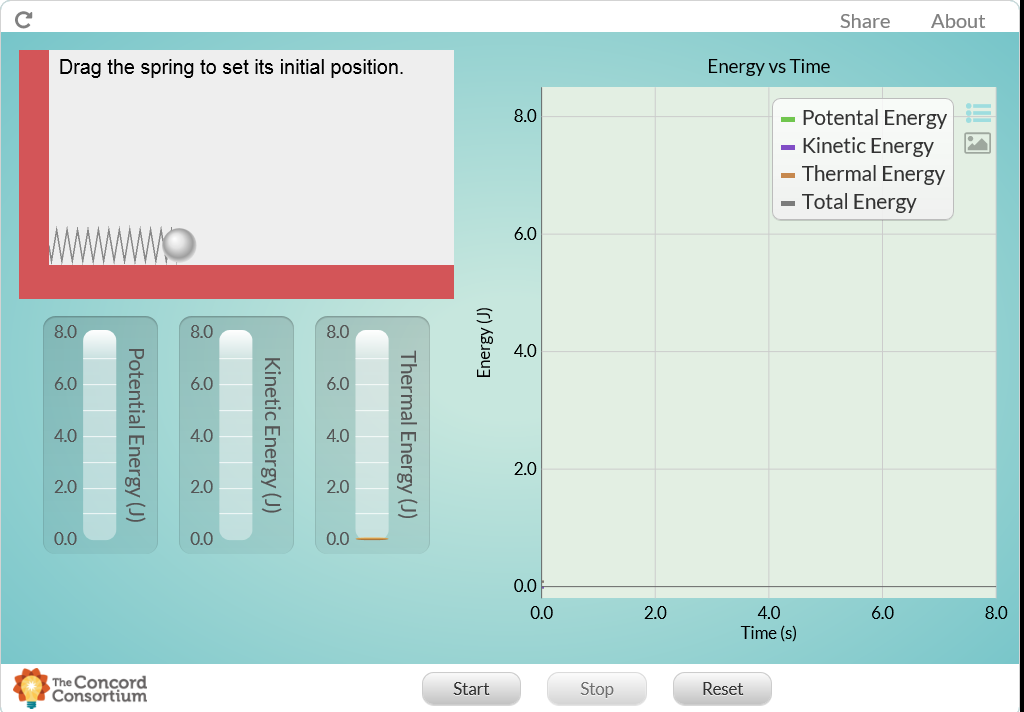 Share About
Drag the spring to set its initial position.
8.0
6.0
4.0
2.0
0.0
Potential Energy (J)
8.0
6.0
4.0
2.0
0.0
Kinetic Energy (J)
8.0
6.0
4.0
2.0
0.0
Thermal Energy (J)
Energy vs Time
Potental Energy
Kinetic Energy
Thermal Energy
Total Energy
Energy (J)
8.0
6.0
4.0
2.0
0.0
0.0 2.0 4.0 6.0 8.0
Time (s)
The Concord
Consortium
Start Stop Reset